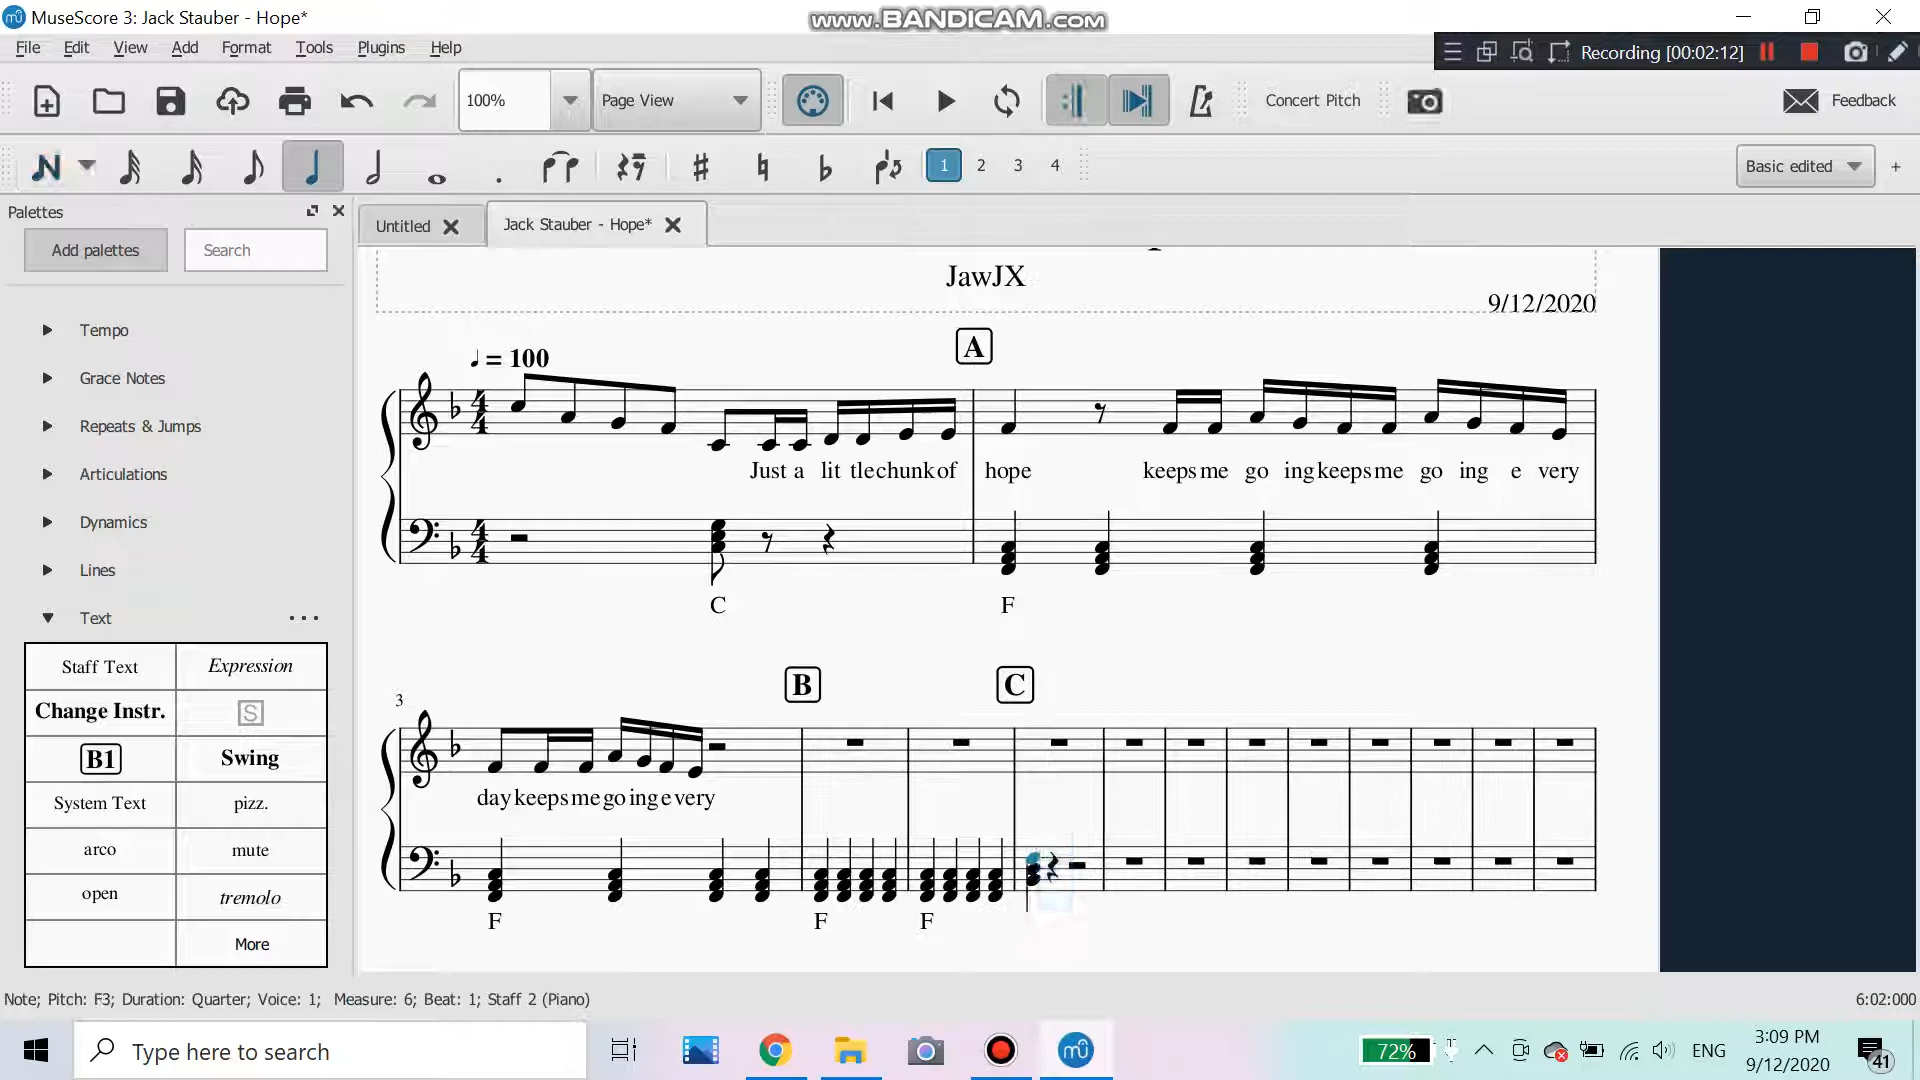 MuseScore 3: Jack Stauber - Hope*
www.BANDICAM.com
File Edit View Add Format Tools Plugins Help
Recording [00:02:12]
100% Page View Concert Pitch Feedback
1 2 3 4 Basic edited +
Palettes
Untitled Jack Stauber - Hope*
Add palettes Search
JawJX
9/12/2020
Tempo
Grace Notes
Repeats & Jumps
Articulations
Dynamics
Lines
Text
Staff Text Expression
Change Instr. S
B1 Swing
System Text pizz.
arco mute
open tremolo
More
A
= 100
4 4
Just a lit tle chunk of hope keeps me go ing keeps me go ing e very
4 4
C F
3 B C
day keeps me go ing e very
F F F
Note; Pitch: F3; Duration: Quarter; Voice: 1; Measure: 6; Beat: 1; Staff 2 (Piano) 6:02:000
Type here to search
72% ENG 3:09 PM
9/12/2020
41